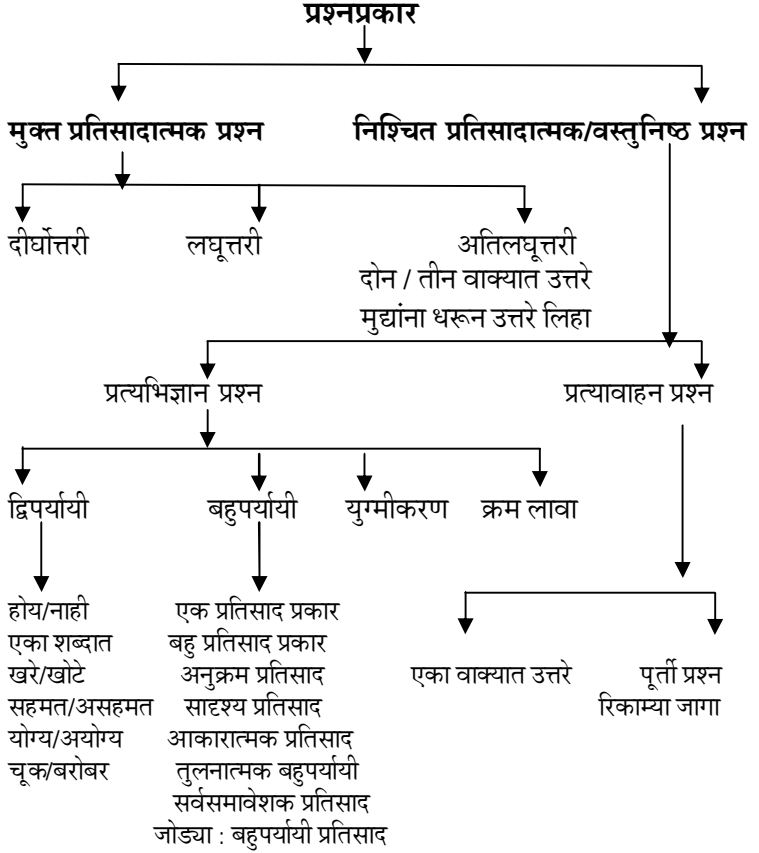 प्रश्नप्रकार
मुक्त प्रतिसादात्मक प्रश्न निश्चित प्रतिसादात्मक/वस्तुनिष्ठ प्रश्न
दीर्घोत्तरी लघूत्तरी अतिलघूत्तरी
दोन / तीन वाक्यात उत्तरे
मुद्यांना धरून उत्तरे लिहा
प्रत्यभिज्ञान प्रश्न प्रत्यावाहन प्रश्न
द्विपर्यायी बहुपर्यायी युग्मीकरण क्रम लावा
होय/नाही एक प्रतिसाद प्रकार
एका शब्दात बहु प्रतिसाद प्रकार
खरे/खोटे अनुक्रम प्रतिसाद एका वाक्यात उत्तरे पूर्ती प्रश्न
सहमत/असहमत सादृश्य प्रतिसाद रिकाम्या जागा
योग्य/अयोग्य आकारात्मक प्रतिसाद
चूक/बरोबर तुलनात्मक बहुपर्यायी
सर्वसमावेशक प्रतिसाद
जोड्या : बहुपर्यायी प्रतिसाद